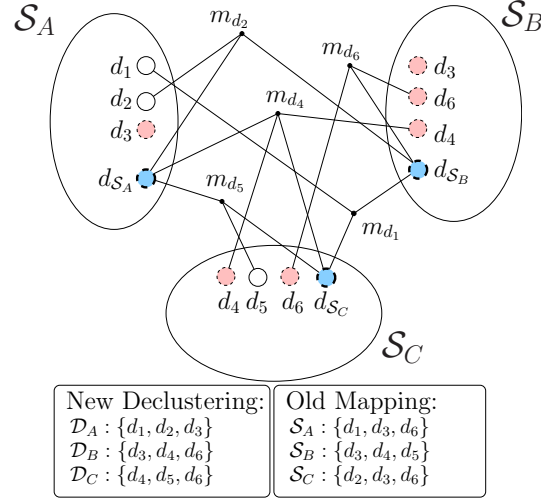 𝒮_A
m_{d_2}
𝒮_B
d_1
m_{d_6}
d_3
d_2
d_6
d_3
m_{d_4}
d_4
d_{𝒮_A}
m_{d_5}
d_{𝒮_B}
m_{d_1}
d_4 d_5 d_6 d_{𝒮_C}
𝒮_C
New Declustering:
𝒟_A : {d_1, d_2, d_3}
𝒟_B : {d_3, d_4, d_6}
𝒟_C : {d_4, d_5, d_6}
Old Mapping:
𝒮_A : {d_1, d_3, d_6}
𝒮_B : {d_3, d_4, d_5}
𝒮_C : {d_2, d_3, d_6}